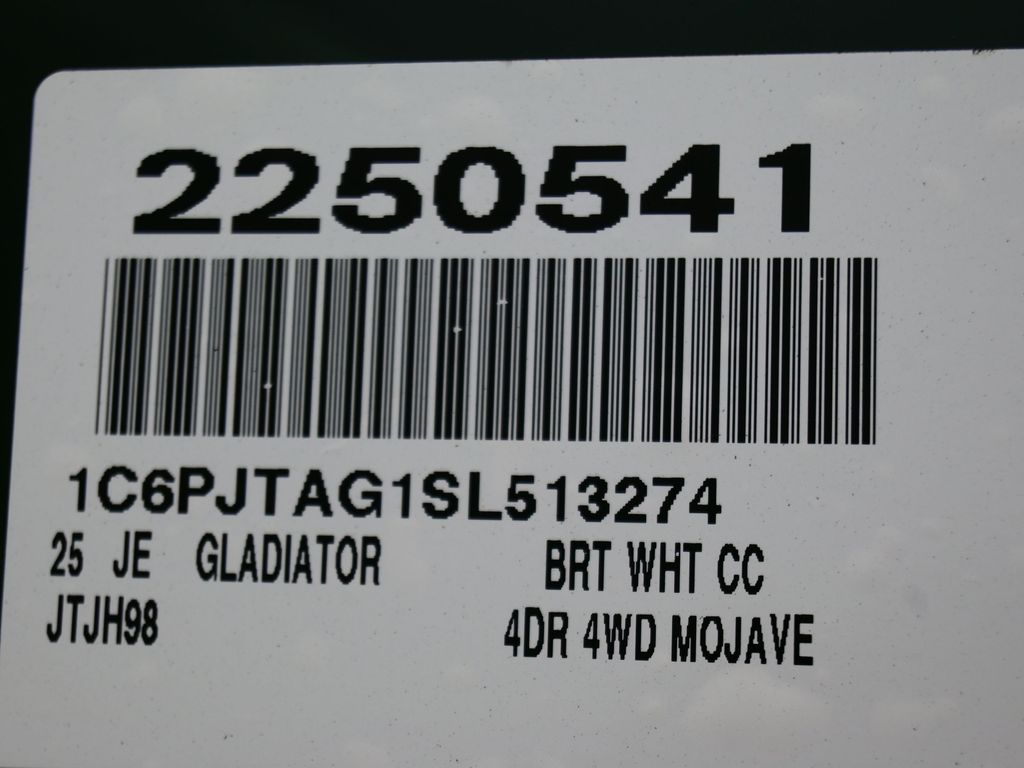 2250541
1C6PJTAG1SL513274
25 JE GLADIATOR BRT WHT CC
JTJH98 4DR 4WD MOJAVE